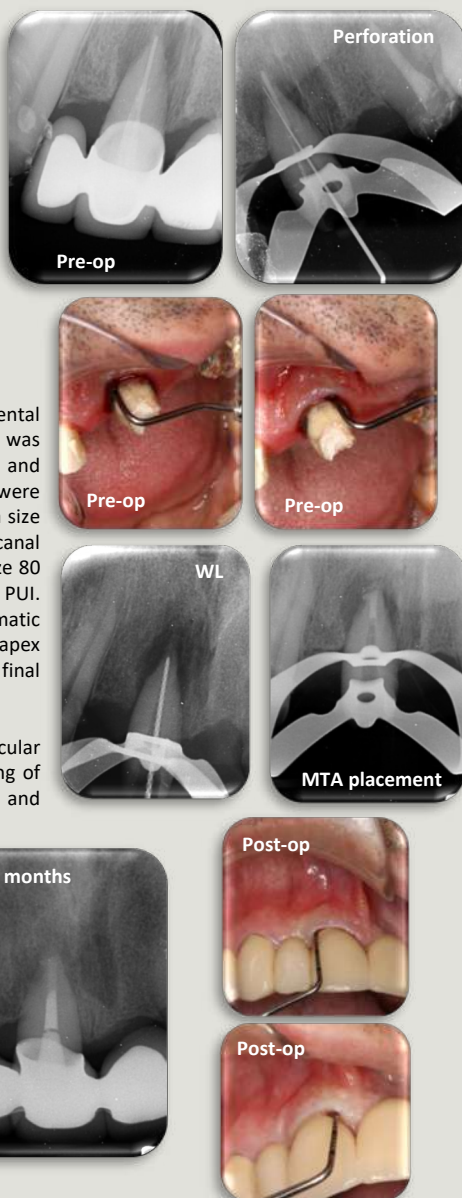 Perforation
Pre-op
Pre-op
Pre-op
ental
was
and
were
size
canal
ze 80
PUI.
matic
apex
final
WL
MTA placement
cular
ng of
and
Post-op
months
Post-op